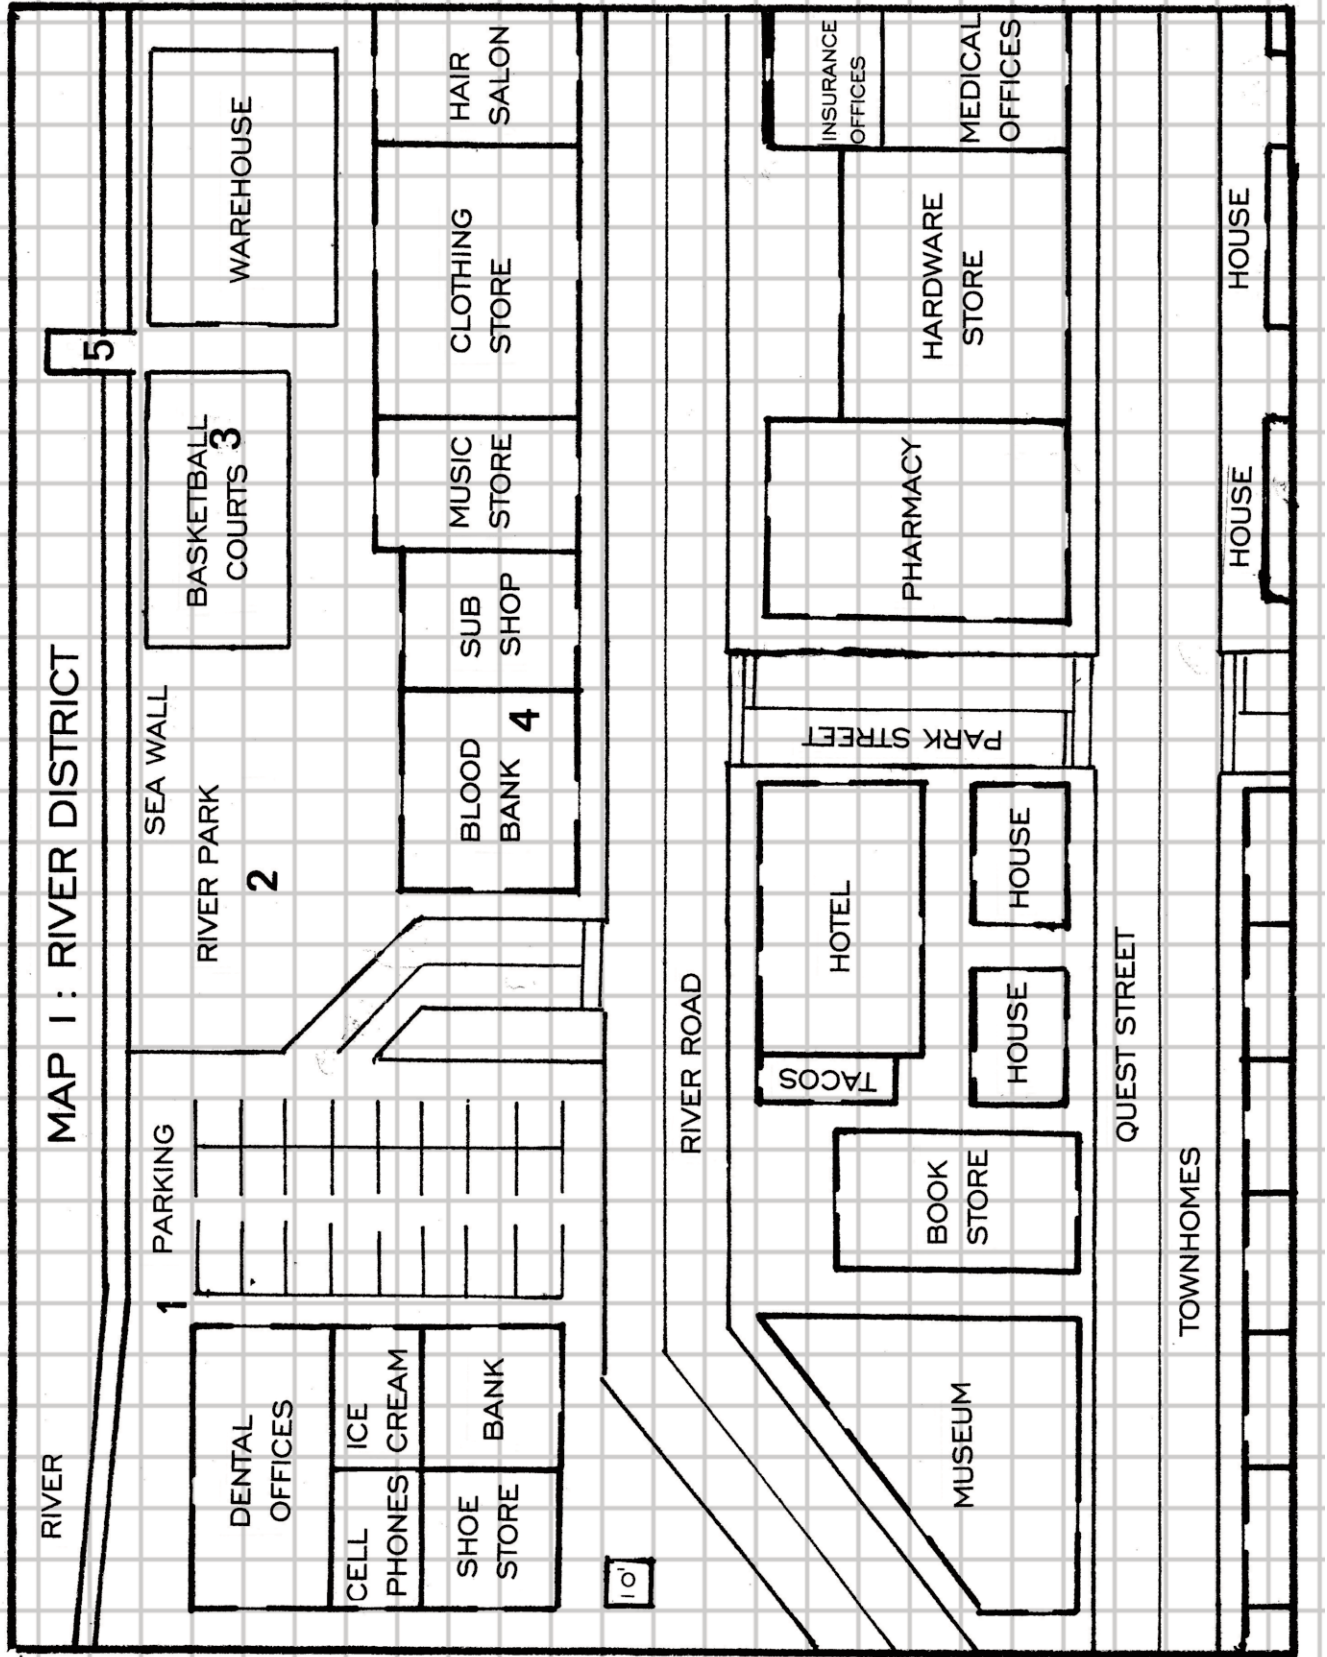 MAP 1: RIVER DISTRICT
RIVER
SEA WALL
PARKING
1
RIVER PARK
2
BASKETBALL
COURTS
3
5
WAREHOUSE
DENTAL
OFFICES
ICE
CREAM
CELL
PHONES
SHOE
STORE
BANK
BLOOD
BANK
4
SUB
SHOP
MUSIC
STORE
CLOTHING
STORE
HAIR
SALON
10'
RIVER ROAD
MUSEUM
BOOK
STORE
TACOS
HOTEL
HOUSE
HOUSE
PARK STREET
PHARMACY
HARDWARE
STORE
INSURANCE
OFFICES
MEDICAL
OFFICES
QUEST STREET
TOWNHOMES
HOUSE
HOUSE